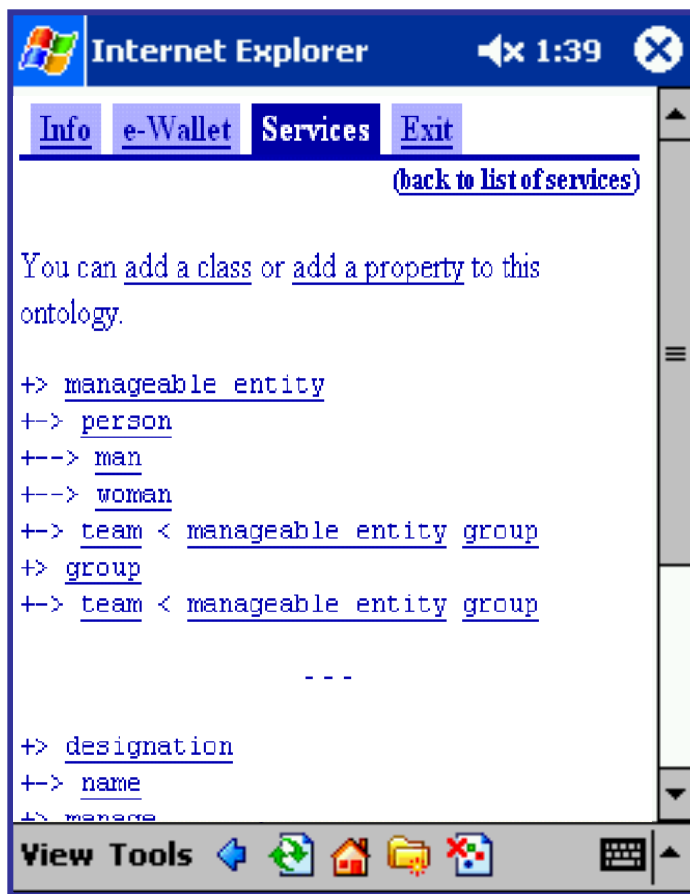 Internet Explorer 1:39
Info e-Wallet Services Exit
(back to list of services)
You can add a class or add a property to this
ontology.
+> manageable entity
+-> person
+--> man
+--> woman
+-> team < manageable entity group
+> group
+-> team < manageable entity group
- - -
+> designation
+-> name
+> manage
View Tools